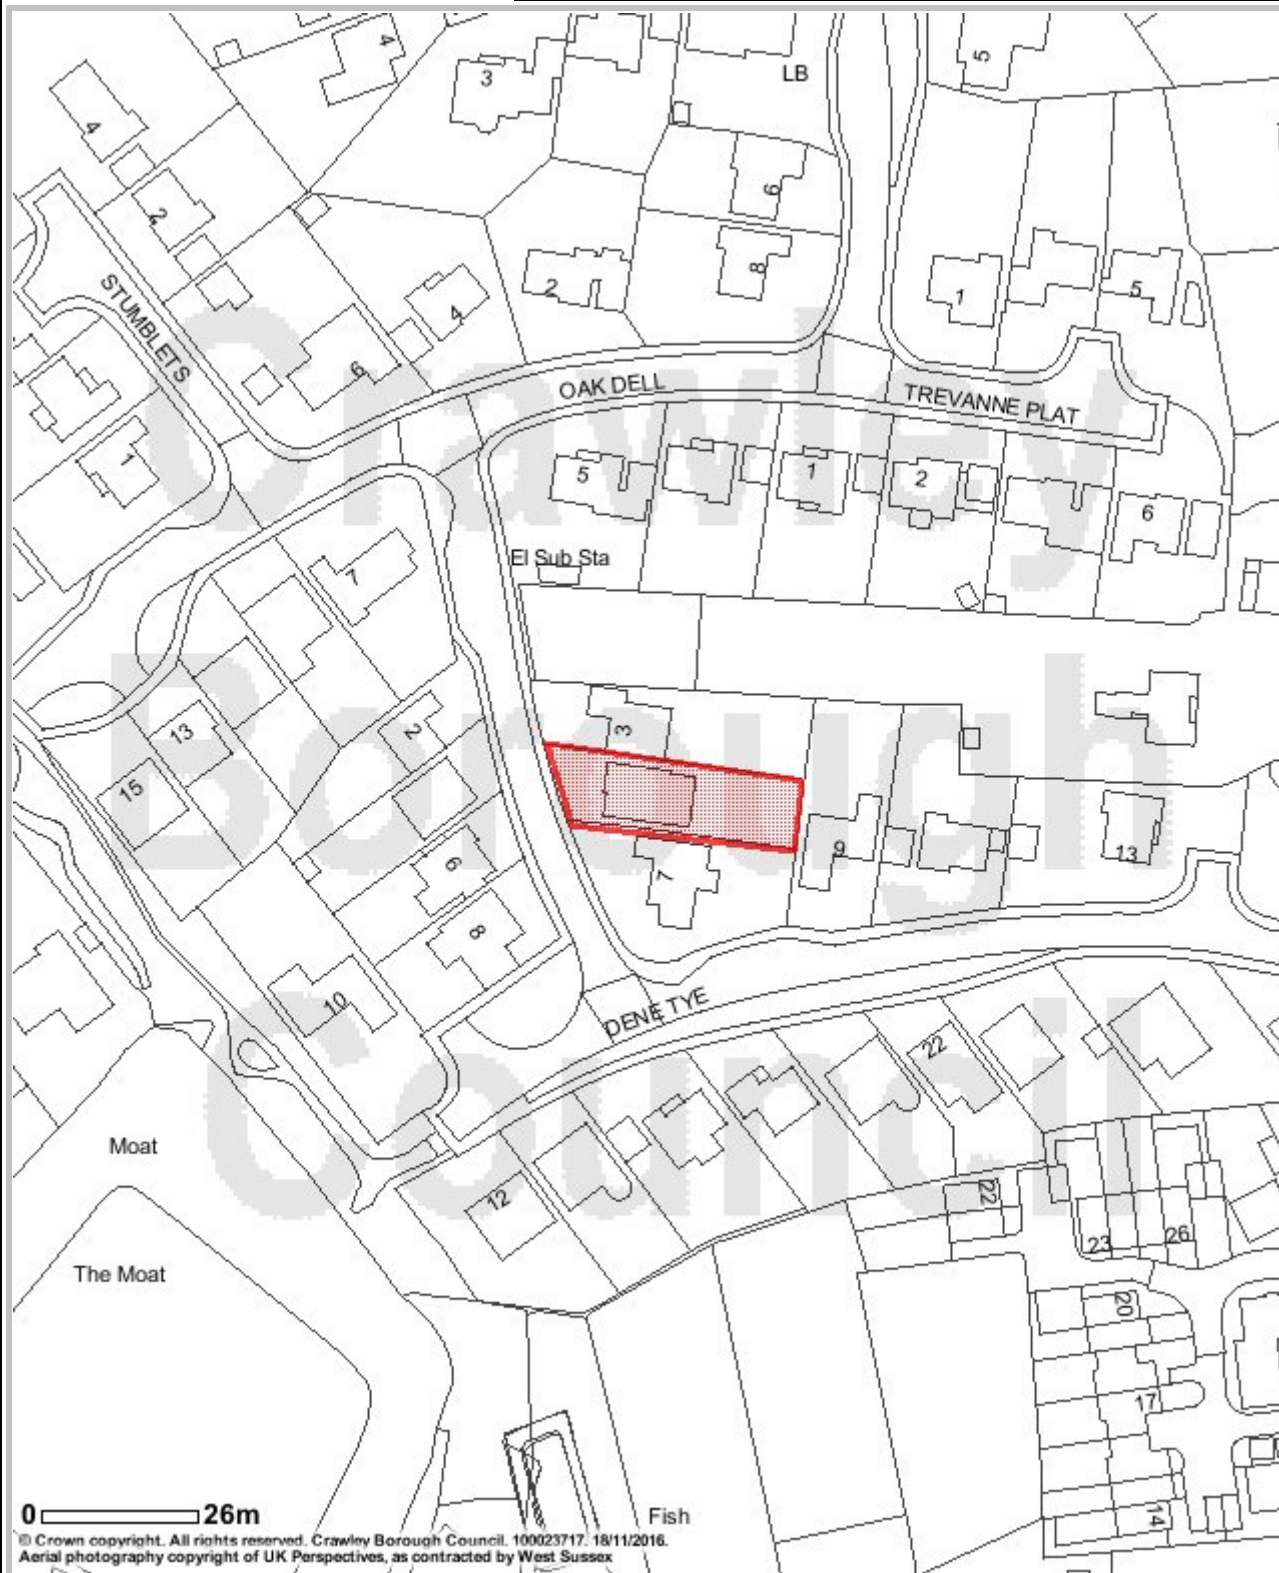 4
3
5
LB
4
2
6
8
2
4
1
5
STUMBLETS
6
OAK DELL
TREVANNE PLAT
1
5
1
2
6
El Sub Sta
7
Crawley
Borough
Council
3
2
13
15
9
13
6
7
8
10
DENE TYE
22
12
Moat
22
23
26
The Moat
20
17
14
Fish
0 26m
© Crown copyright. All rights reserved. Crawley Borough Council. 100023717. 18/11/2016.
Aerial photography copyright of UK Perspectives, as contracted by West Sussex